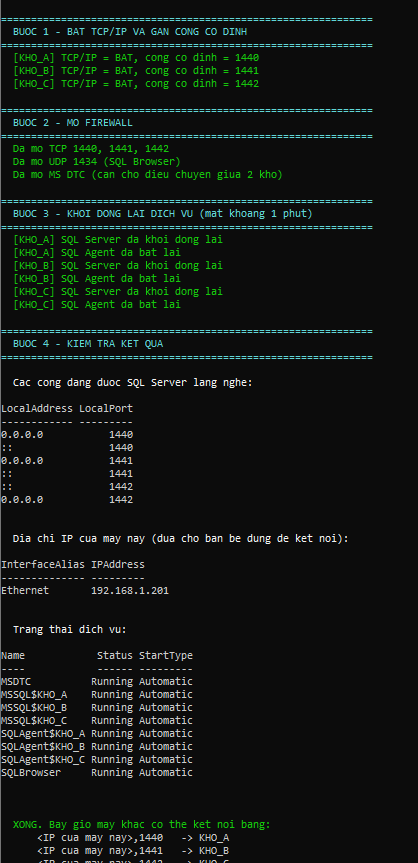 ============================================================
BUOC 1 - BAT TCP/IP VA GAN CONG CO DINH
============================================================
[KHO_A] TCP/IP = BAT, cong co dinh = 1440
[KHO_B] TCP/IP = BAT, cong co dinh = 1441
[KHO_C] TCP/IP = BAT, cong co dinh = 1442
============================================================
BUOC 2 - MO FIREWALL
============================================================
Da mo TCP 1440, 1441, 1442
Da mo UDP 1434 (SQL Browser)
Da mo MS DTC (can cho dieu chuyen giua 2 kho)
============================================================
BUOC 3 - KHOI DONG LAI DICH VU (mat khoang 1 phut)
============================================================
[KHO_A] SQL Server da khoi dong lai
[KHO_A] SQL Agent da bat lai
[KHO_B] SQL Server da khoi dong lai
[KHO_B] SQL Agent da bat lai
[KHO_C] SQL Server da khoi dong lai
[KHO_C] SQL Agent da bat lai
============================================================
BUOC 4 - KIEM TRA KET QUA
============================================================
Cac cong dang duoc SQL Server lang nghe:
LocalAddress LocalPort
------------ ---------
0.0.0.0 1440
:: 1440
0.0.0.0 1441
:: 1441
:: 1442
0.0.0.0 1442
Dia chi IP cua may nay (dua cho ban be dung de ket noi):
InterfaceAlias IPAddress
-------------- ---------
Ethernet 192.168.1.201
Trang thai dich vu:
Name Status StartType
---- ------ ---------
MSDTC Running Automatic
MSSQL$KHO_A Running Automatic
MSSQL$KHO_B Running Automatic
MSSQL$KHO_C Running Automatic
SQLAgent$KHO_A Running Automatic
SQLAgent$KHO_B Running Automatic
SQLAgent$KHO_C Running Automatic
SQLBrowser Running Automatic
XONG. Bay gio may khac co the ket noi bang:
<IP cua may nay>,1440 -> KHO_A
<IP cua may nay>,1441 -> KHO_B
<IP cua may nay>,1442 -> KHO_C